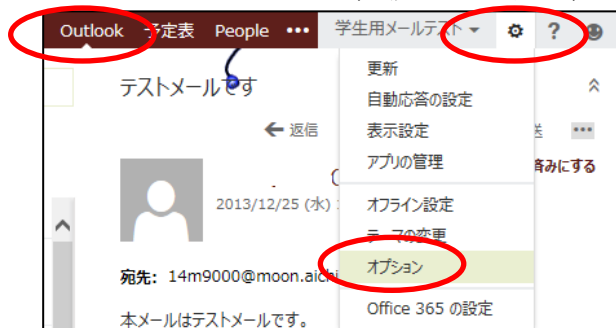 Outlook 予定表 People ••• 学生用メールテスト ?
テストメールです
更新
自動応答の設定
← 返信
表示設定
アプリの管理
済みにする
2013/12/25 (水)
オフライン設定
テーマの変更
オプション
宛先: 14m9000@moon.aichi
Office 365 の設定
本メールはテストメールです。